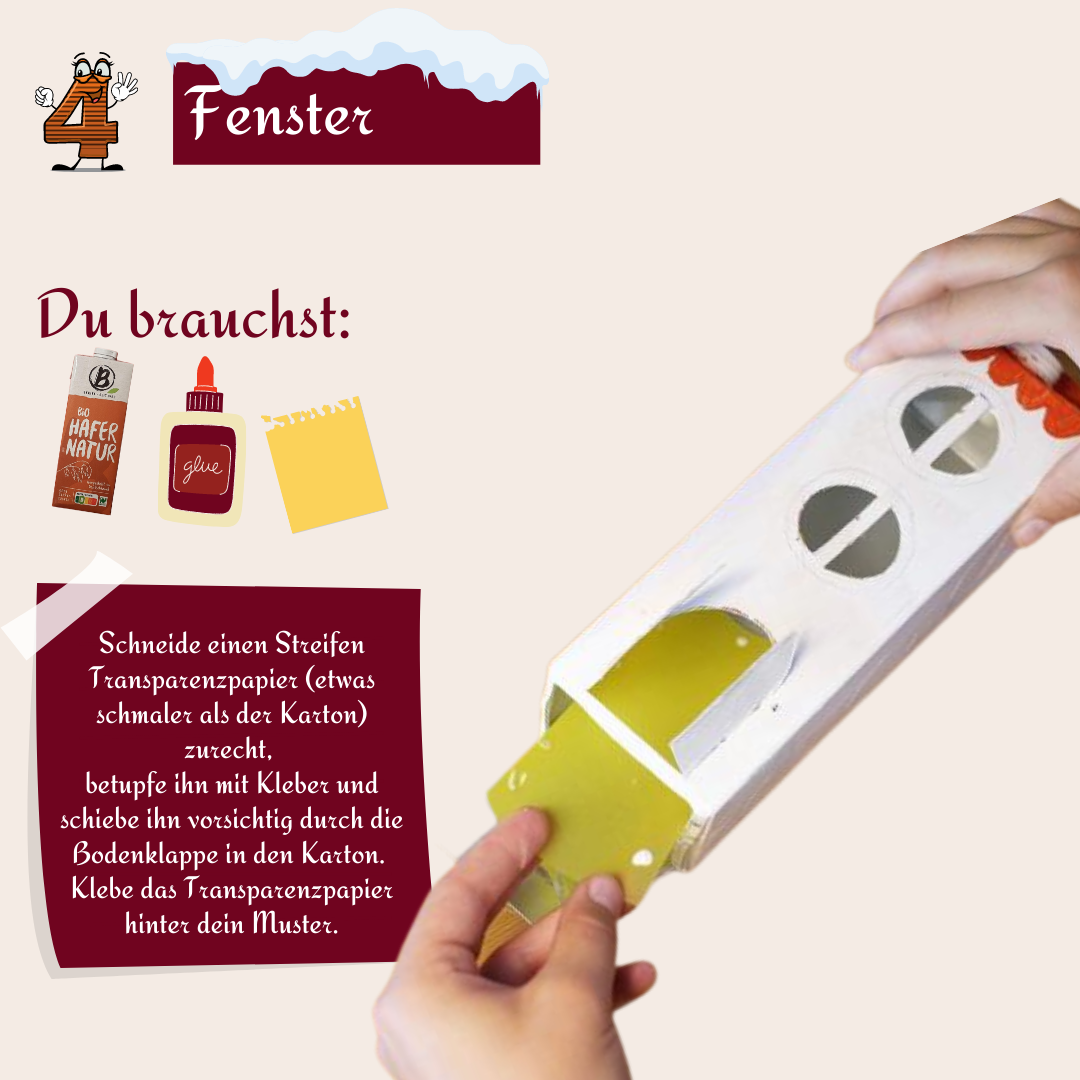 4
Fenster
Du brauchst:
B
BIO
HAFER
NATUR
glue
Schneide einen Streifen
Transparenzpapier (etwas
schmaler als der Karton)
zurecht,
betupfe ihn mit Kleber und
schiebe ihn vorsichtig durch die
Bodenklappe in den Karton.
Klebe das Transparenzpapier
hinter dein Muster.